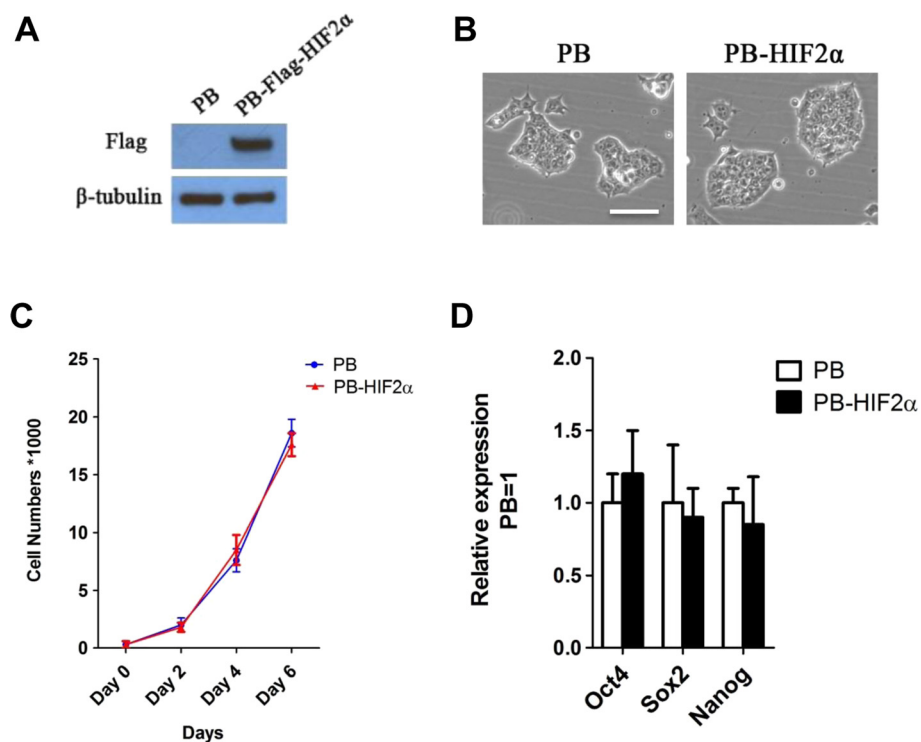 A
PB
PB-Flag-HIF2α
Flag
β-tubulin
B
PB
PB-HIF2α
C
Cell Numbers *1000
25
20
15
10
5
0
PB
PB-HIF2α
Day 0
Day 2
Day 4
Day 6
Days
D
Relative expression
PB=1
2.0
1.5
1.0
0.5
0.0
PB
PB-HIF2α
Oct4
Sox2
Nanog